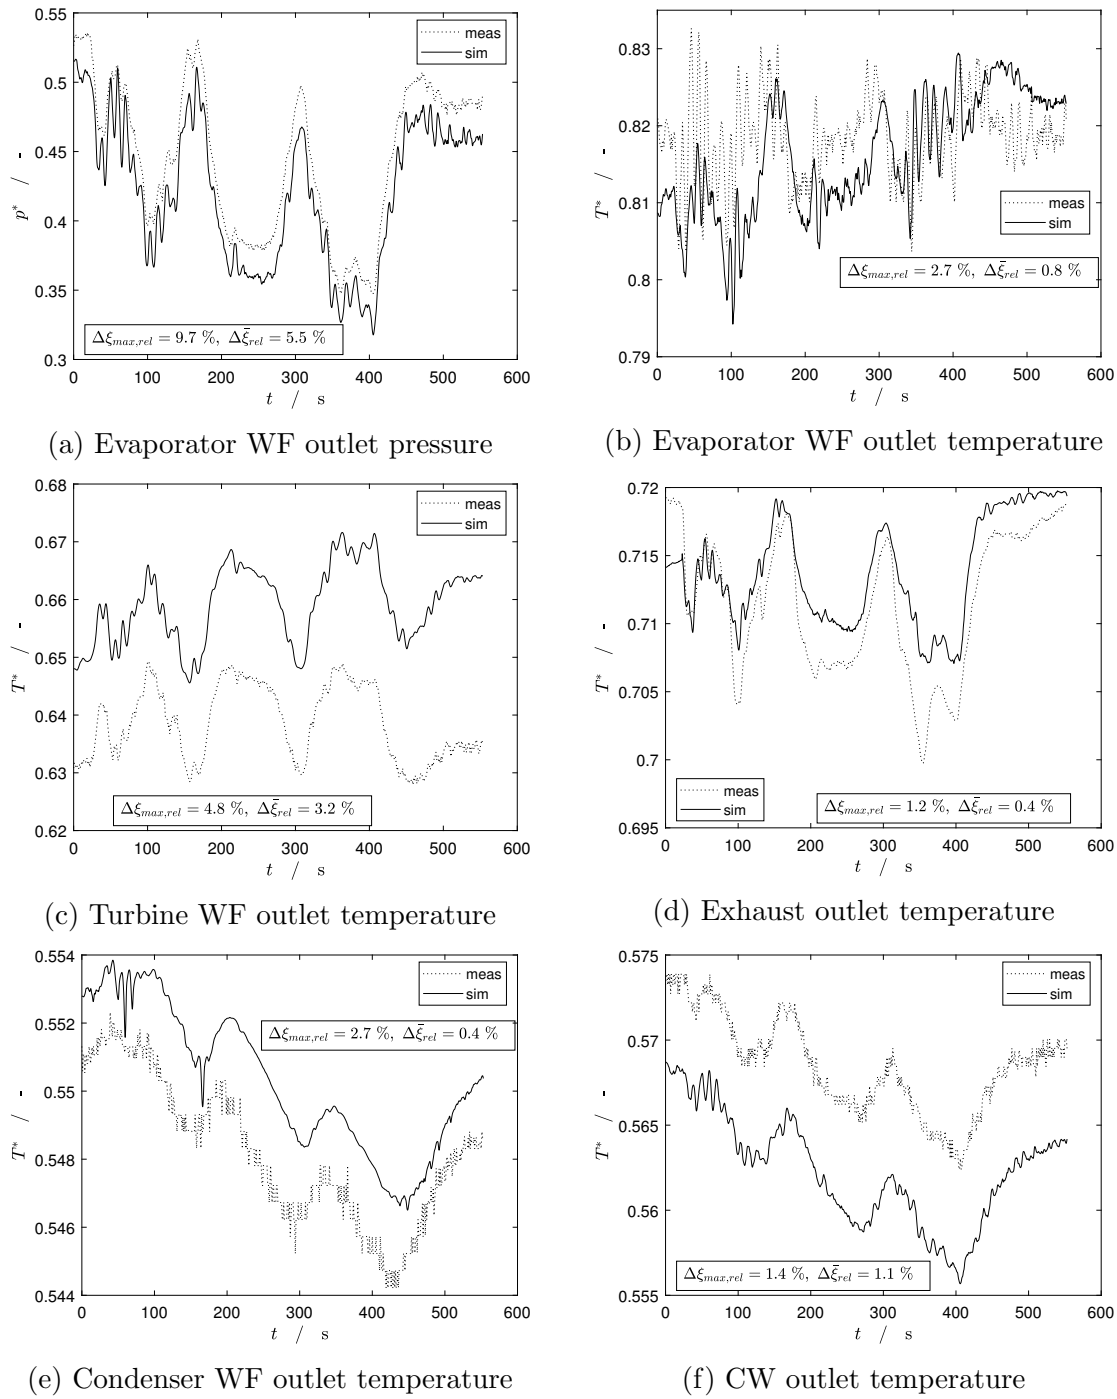 0.55
0.5
0.45
0.4
0.35
0.3
p* / -
meas
sim
Δξmax,rel = 9.7 %, Δξ̄rel = 5.5 %
0 100 200 300 400 500 600
t / s
(a) Evaporator WF outlet pressure
0.83
0.82
0.81
0.8
0.79
T* / -
meas
sim
Δξmax,rel = 2.7 %, Δξ̄rel = 0.8 %
0 100 200 300 400 500 600
t / s
(b) Evaporator WF outlet temperature
0.68
0.67
0.66
0.65
0.64
0.63
0.62
T* / -
meas
sim
Δξmax,rel = 4.8 %, Δξ̄rel = 3.2 %
0 100 200 300 400 500 600
t / s
(c) Turbine WF outlet temperature
0.72
0.715
0.71
0.705
0.7
0.695
T* / -
meas
sim
Δξmax,rel = 1.2 %, Δξ̄rel = 0.4 %
0 100 200 300 400 500 600
t / s
(d) Exhaust outlet temperature
0.554
0.552
0.55
0.548
0.546
0.544
T* / -
meas
sim
Δξmax,rel = 2.7 %, Δξ̄rel = 0.4 %
0 100 200 300 400 500 600
t / s
(e) Condenser WF outlet temperature
0.575
0.57
0.565
0.56
0.555
T* / -
meas
sim
Δξmax,rel = 1.4 %, Δξ̄rel = 1.1 %
0 100 200 300 400 500 600
t / s
(f) CW outlet temperature